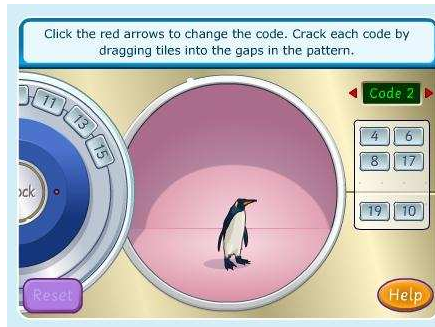 Click the red arrows to change the code. Crack each code by
dragging tiles into the gaps in the pattern.
Code 2
11
13
15
4 6
8 17
19 10
Reset
Help